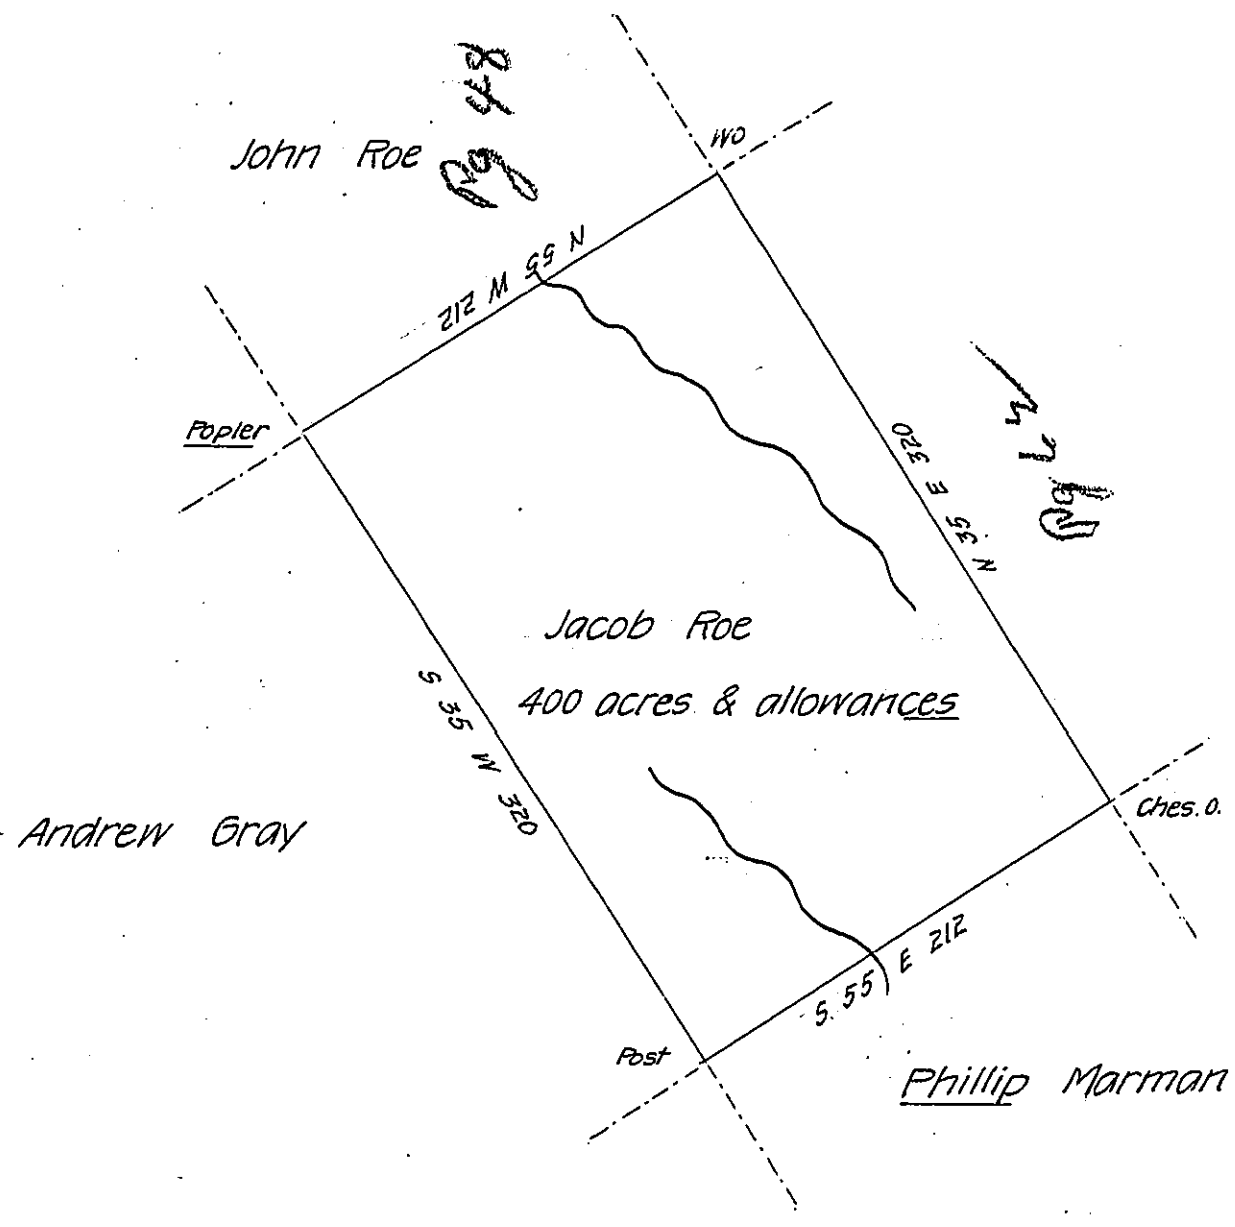 Pg 48
John Roe
WO
N 55 W 212
Popler
Pg 43
N 35 E 320
Jacob Roe
400 acres & allowances
S 35 W 320
Andrew Gray
Ches. O.
S. 55 E 212
Post
Phillip Marman